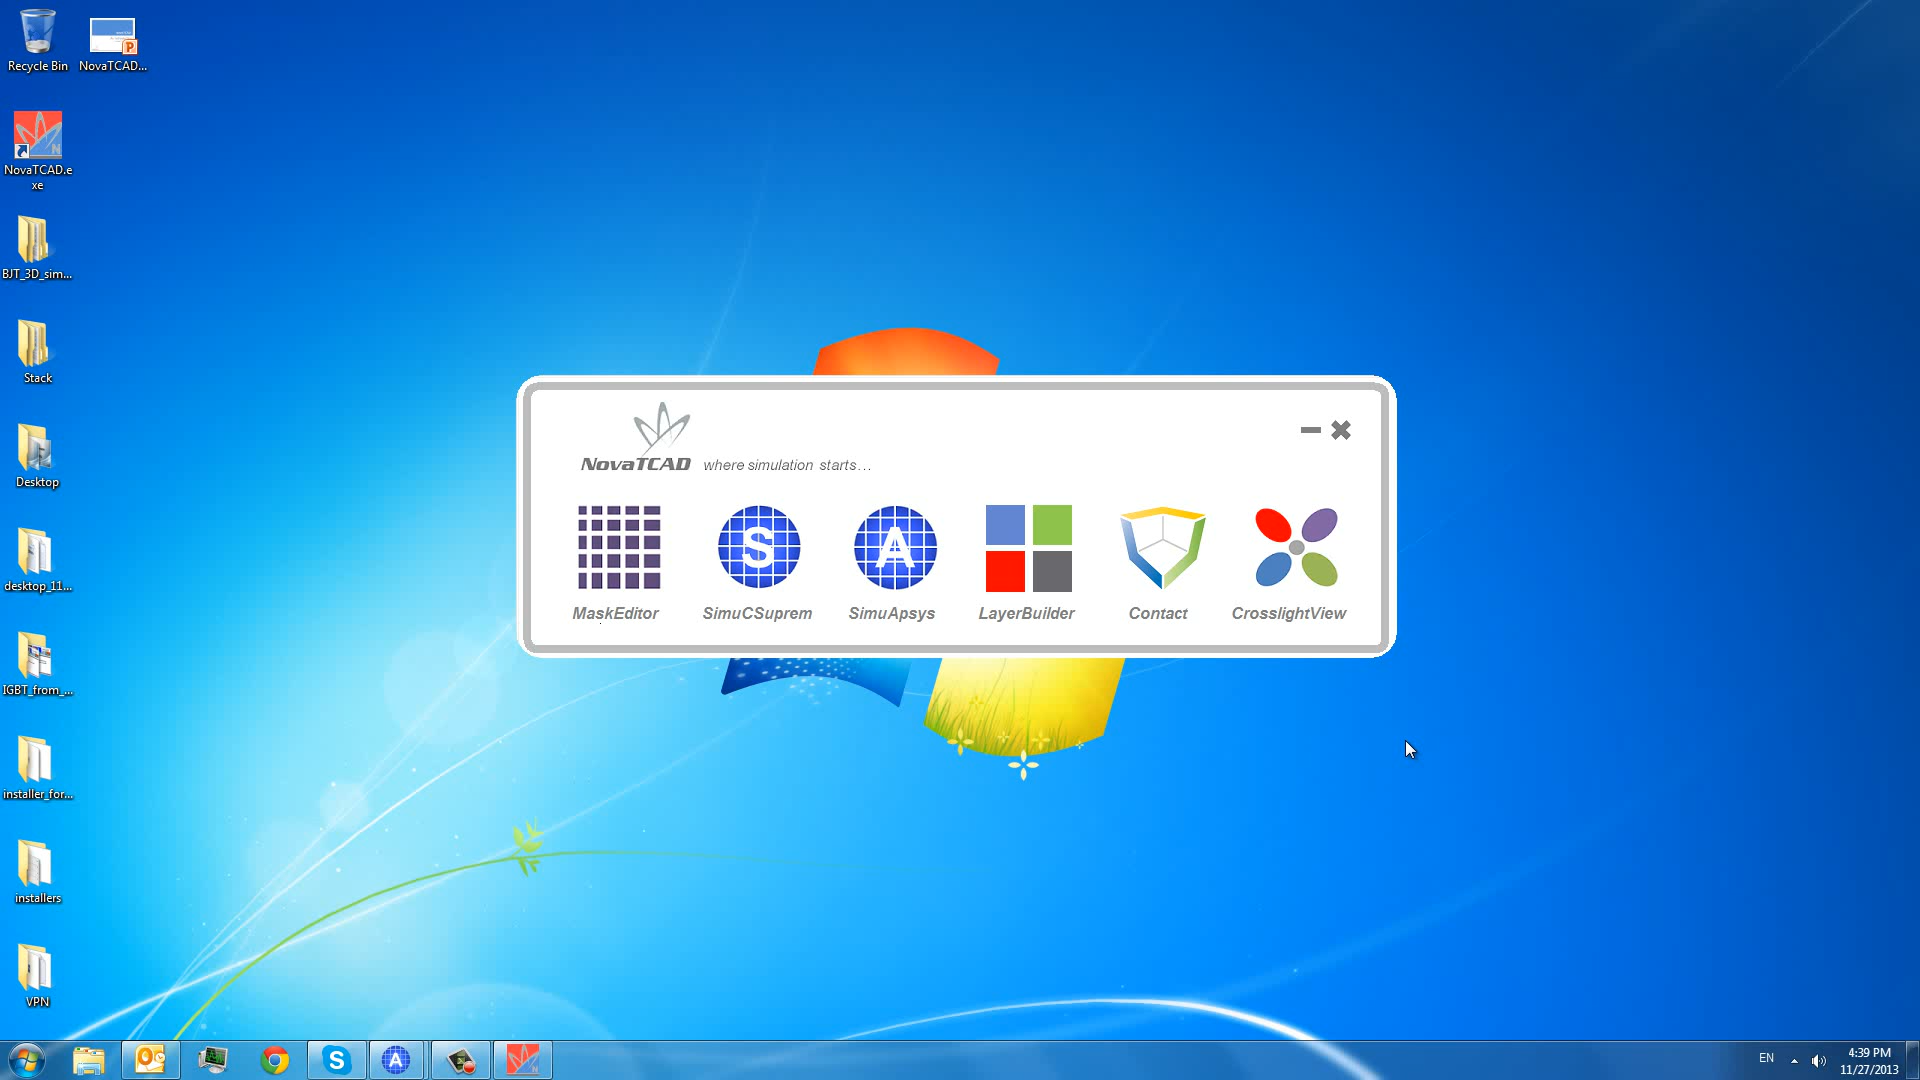 Recycle Bin
NovaTCAD...
NovaTCAD.e
xe
BJT_3D_sim...
Stack
Desktop
desktop_11...
IGBT_from_...
installer_for...
installers
VPN
NovaTCAD where simulation starts...
S
A
MaskEditor SimuCSuprem SimuApsys LayerBuilder Contact CrosslightView
EN
4:39 PM
11/27/2013